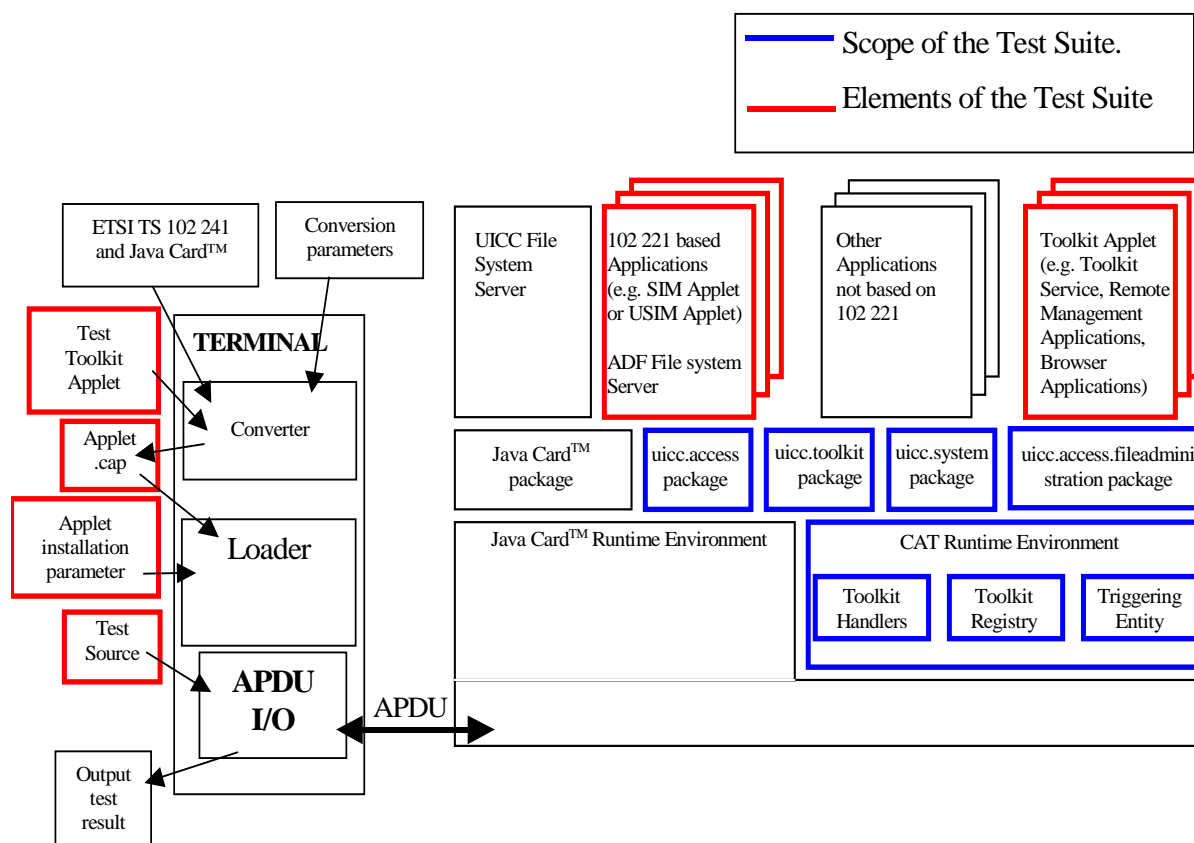 Scope of the Test Suite.
Elements of the Test Suite
ETSI TS 102 241
and Java Card™
Conversion
parameters
UICC File
System
Server
102 221 based
Applications
(e.g. SIM Applet
or USIM Applet)
ADF File system
Server
Other
Applications
not based on
102 221
Toolkit Applet
(e.g. Toolkit
Service, Remote
Management
Applications,
Browser
Applications)
Test
Toolkit
Applet
TERMINAL
Converter
Applet
.cap
Java Card™
package
uicc.access
package
uicc.toolkit
package
uicc.system
package
uicc.access.fileadmini
stration package
Applet
installation
parameter
Loader
Java Card™ Runtime Environment
CAT Runtime Environment
Toolkit
Handlers
Toolkit
Registry
Triggering
Entity
Test
Source
APDU
I/O
APDU
Output
test
result